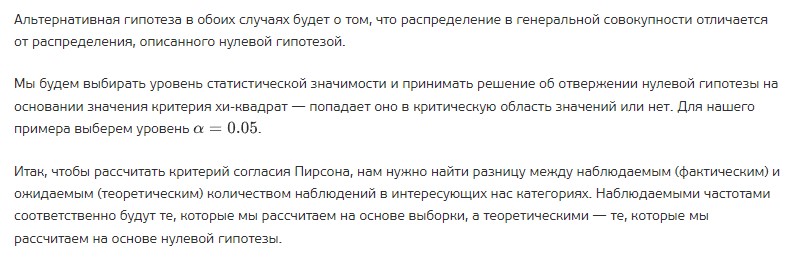 Альтернативная гипотеза в обоих случаях будет о том, что распределение в генеральной совокупности отличается
от распределения, описанного нулевой гипотезой.
Мы будем выбирать уровень статистической значимости и принимать решение об отвержении нулевой гипотезы на
основании значения критерия хи-квадрат — попадает оно в критическую область значений или нет. Для нашего
примера выберем уровень α = 0.05.
Итак, чтобы рассчитать критерий согласия Пирсона, нам нужно найти разницу между наблюдаемым (фактическим) и
ожидаемым (теоретическим) количеством наблюдений в интересующих нас категориях. Наблюдаемыми частотами
соответственно будут те, которые мы рассчитаем на основе выборки, а теоретическими — те, которые мы
рассчитаем на основе нулевой гипотезы.